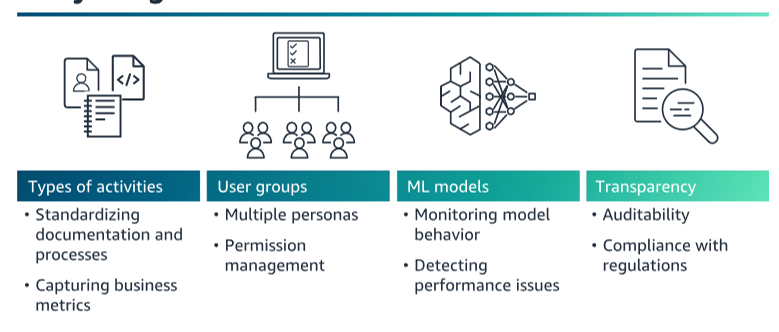 Types of activities
• Standardizing
documentation and
processes
• Capturing business
metrics
User groups
• Multiple personas
• Permission
management
ML models
• Monitoring model
behavior
• Detecting
performance issues
Transparency
• Auditability
• Compliance with
regulations